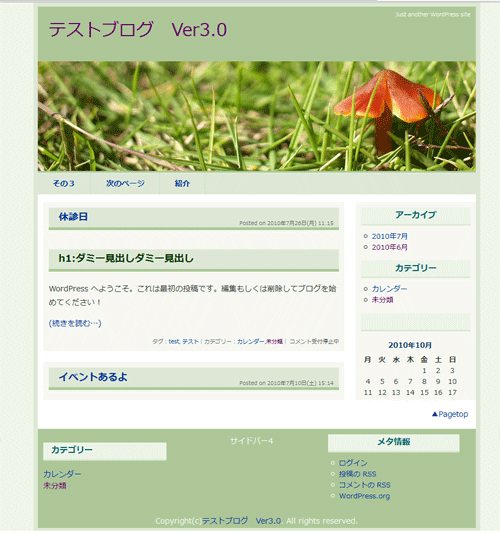 テストブログ　Ver3.0
Just another WordPress site
その３
次のページ
紹介
休診日
Posted on 2010年7月26日(月) 11:15
h1:ダミー見出しダミー見出し
WordPress へようこそ。これは最初の投稿です。編集もしくは削除してブログを始
めてください！
(続きを読む…)
タグ：test, テスト｜カテゴリー：カレンダー,未分類｜ コメント受付停止中
イベントあるよ
Posted on 2010年7月10日(土) 15:14
アーカイブ
2010年7月
2010年6月
カテゴリー
カレンダー
未分類
2010年10月
月 火 水 木 金 土 日
1 2 3
4 5 6 7 8 9 10
11 12 13 14 15 16 17
▲Pagetop
カテゴリー
カレンダー
未分類
サイドバー4
メタ情報
ログイン
投稿の RSS
コメントの RSS
WordPress.org
Copyright(c)テストブログ　Ver3.0. All rights reserved.